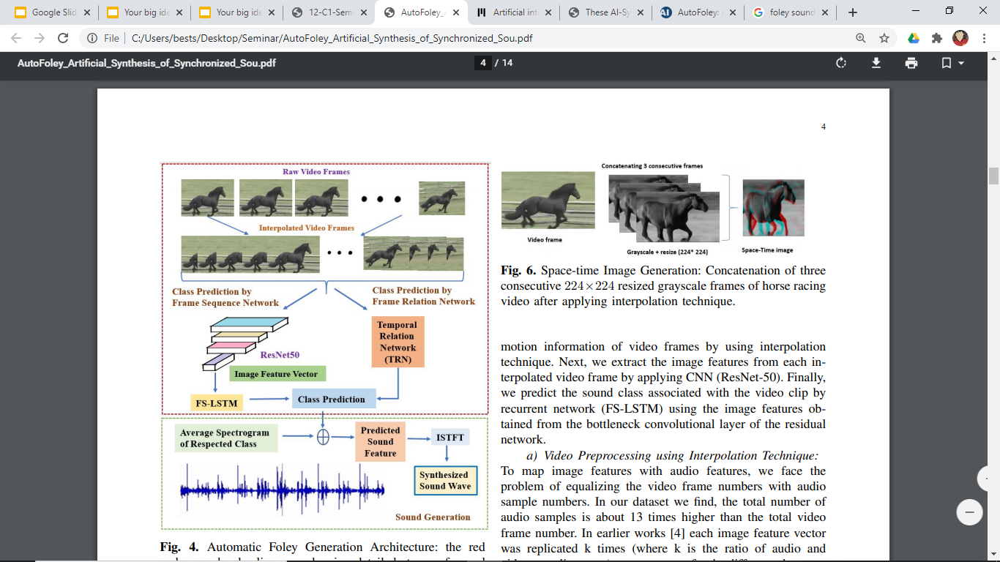 Google Slid
Your big ide
Your big ide
12-C1-Sem
AutoFoley_
Artificial int
These AI-Sy
AI
AutoFoley:
foley sound
File
C:/Users/bests/Desktop/Seminar/AutoFoley_Artificial_Synthesis_of_Synchronized_Sou.pdf
AutoFoley_Artificial_Synthesis_of_Synchronized_Sou.pdf
4 / 14
4
Raw Video Frames
Interpolated Video Frames
Class Prediction by
Frame Sequence Network
Class Prediction by
Frame Relation Network
ResNet50
Temporal
Relation
Network
(TRN)
Image Feature Vector
FS-LSTM
Class Prediction
Average Spectrogram
of Respected Class
Predicted
Sound
Feature
ISTFT
Synthesized
Sound Wave
Sound Generation
Fig. 4. Automatic Foley Generation Architecture: the red
Concatenating 3 consecutive frames
Video frame
Grayscale + resize (224* 224)
Space-Time image
Fig. 6. Space-time Image Generation: Concatenation of three
consecutive 224×224 resized grayscale frames of horse racing
video after applying interpolation technique.
motion information of video frames by using interpolation
technique. Next, we extract the image features from each in-
terpolated video frame by applying CNN (ResNet-50). Finally,
we predict the sound class associated with the video clip by
recurrent network (FS-LSTM) using the image features ob-
tained from the bottleneck convolutional layer of the residual
network.
a) Video Preprocessing using Interpolation Technique:
To map image features with audio features, we face the
problem of equalizing the video frame numbers with audio
sample numbers. In our dataset we find, the total number of
audio samples is about 13 times higher than the total video
frame number. In earlier works [4] each image feature vector
was replicated k times (where k is the ratio of audio and